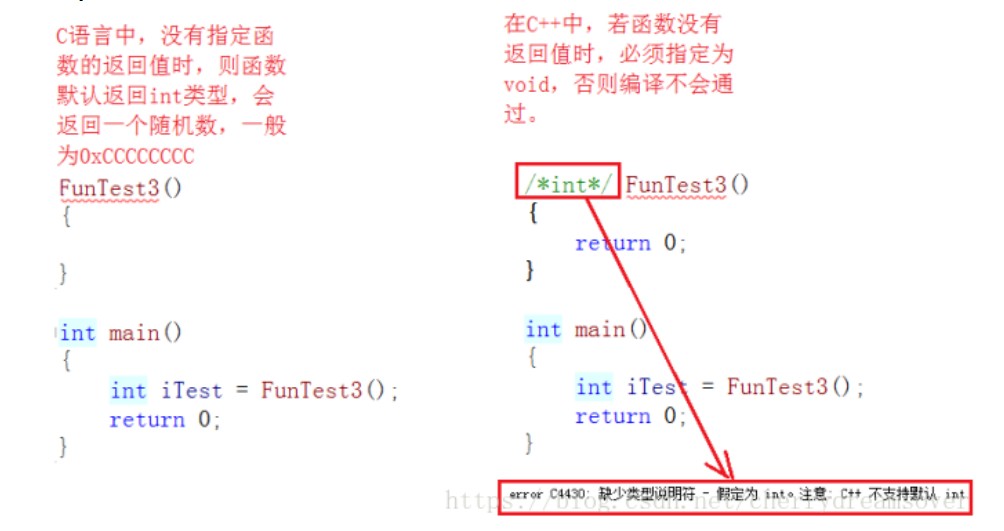 C语言中，没有指定函
数的返回值时，则函数
默认返回int类型，会
返回一个随机数，一般
为0xCCCCCCCC
FunTest3()
{
}
int main()
{
int iTest = FunTest3();
return 0;
}
在C++中，若函数没有
返回值时，必须指定为
void，否则编译不会通
过。
/*int*/ FunTest3()
{
return 0;
}
int main()
{
int iTest = FunTest3();
return 0;
}
error C4430: 缺少类型说明符 - 假定为 int。注意: C++ 不支持默认 int
https://blog.csdn.net/cherrydreamsover